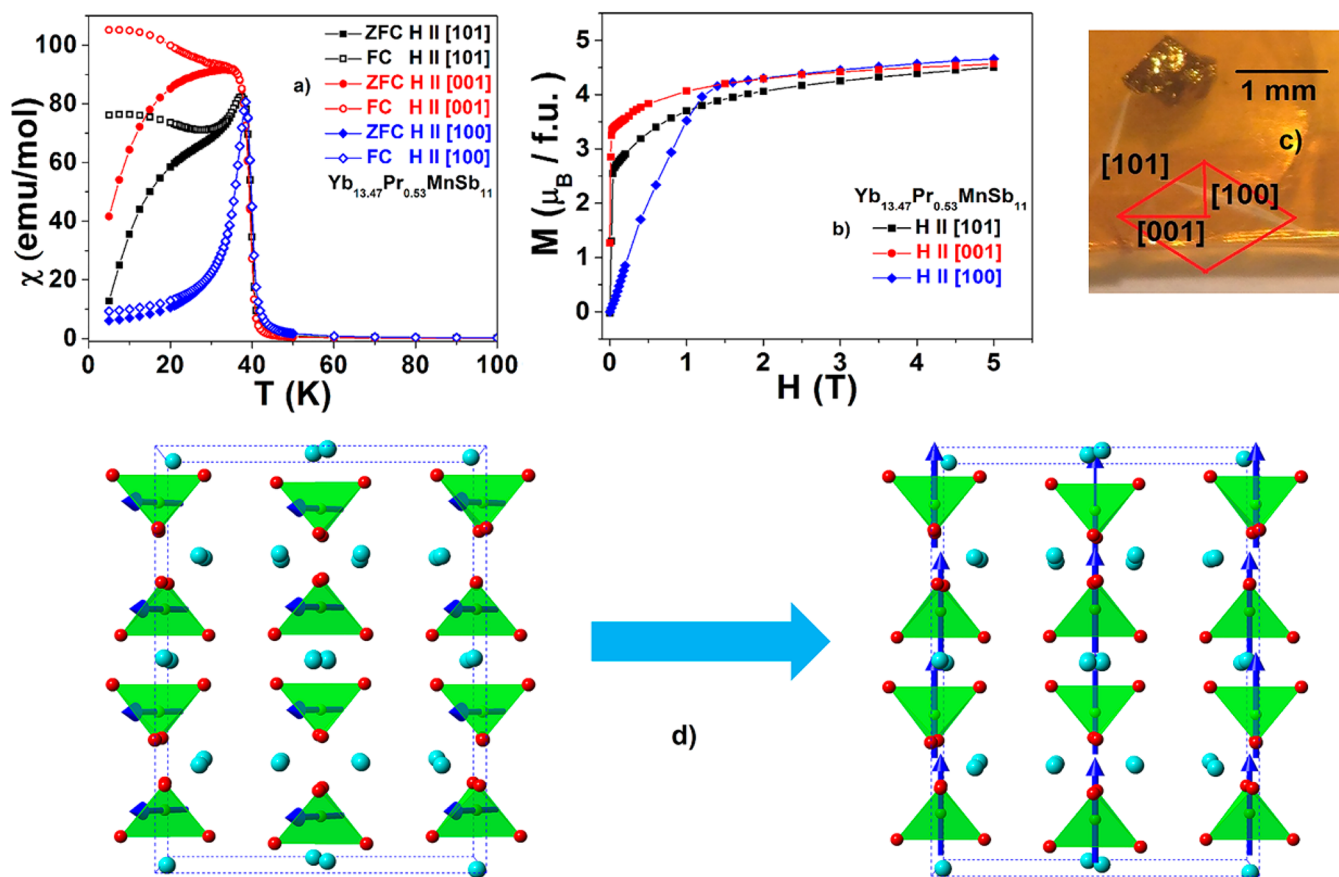 χ (emu/mol)
100
80
60
40
20
0
ZFC H II [101]
FC H II [101]
ZFC H II [001]
FC H II [001]
ZFC H II [100]
FC H II [100]
Yb13.47Pr0.53MnSb11
a)
0 20 40 60 80 100
T (K)
M (μB / f.u.)
5
4
3
2
1
0
Yb13.47Pr0.53MnSb11
b)
H II [101]
H II [001]
H II [100]
0 1 2 3 4 5
H (T)
1 mm
c)
[101]
[100]
[001]
d)